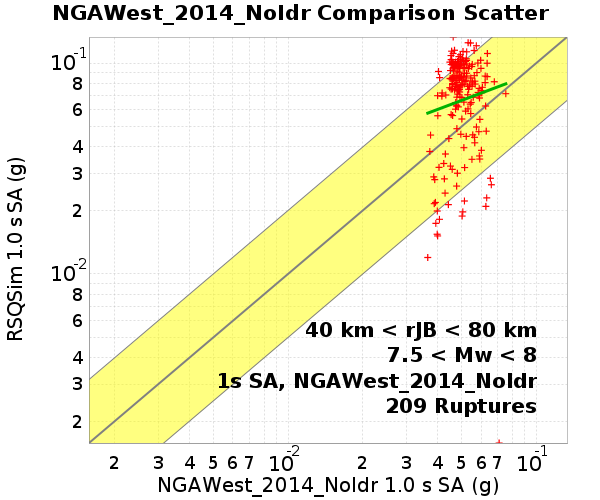 NGAWest_2014_NoIdr Comparison Scatter
10-1
8
6
4
3
2
10-2
8
6
4
3
2
RSQSim 1.0 s SA (g)
40 km < rJB < 80 km
7.5 < Mw < 8
1s SA, NGAWest_2014_NoIdr
209 Ruptures
2 3 4 5 6 7 10-2 2 3 4 5 6 7 10-1
NGAWest_2014_NoIdr 1.0 s SA (g)